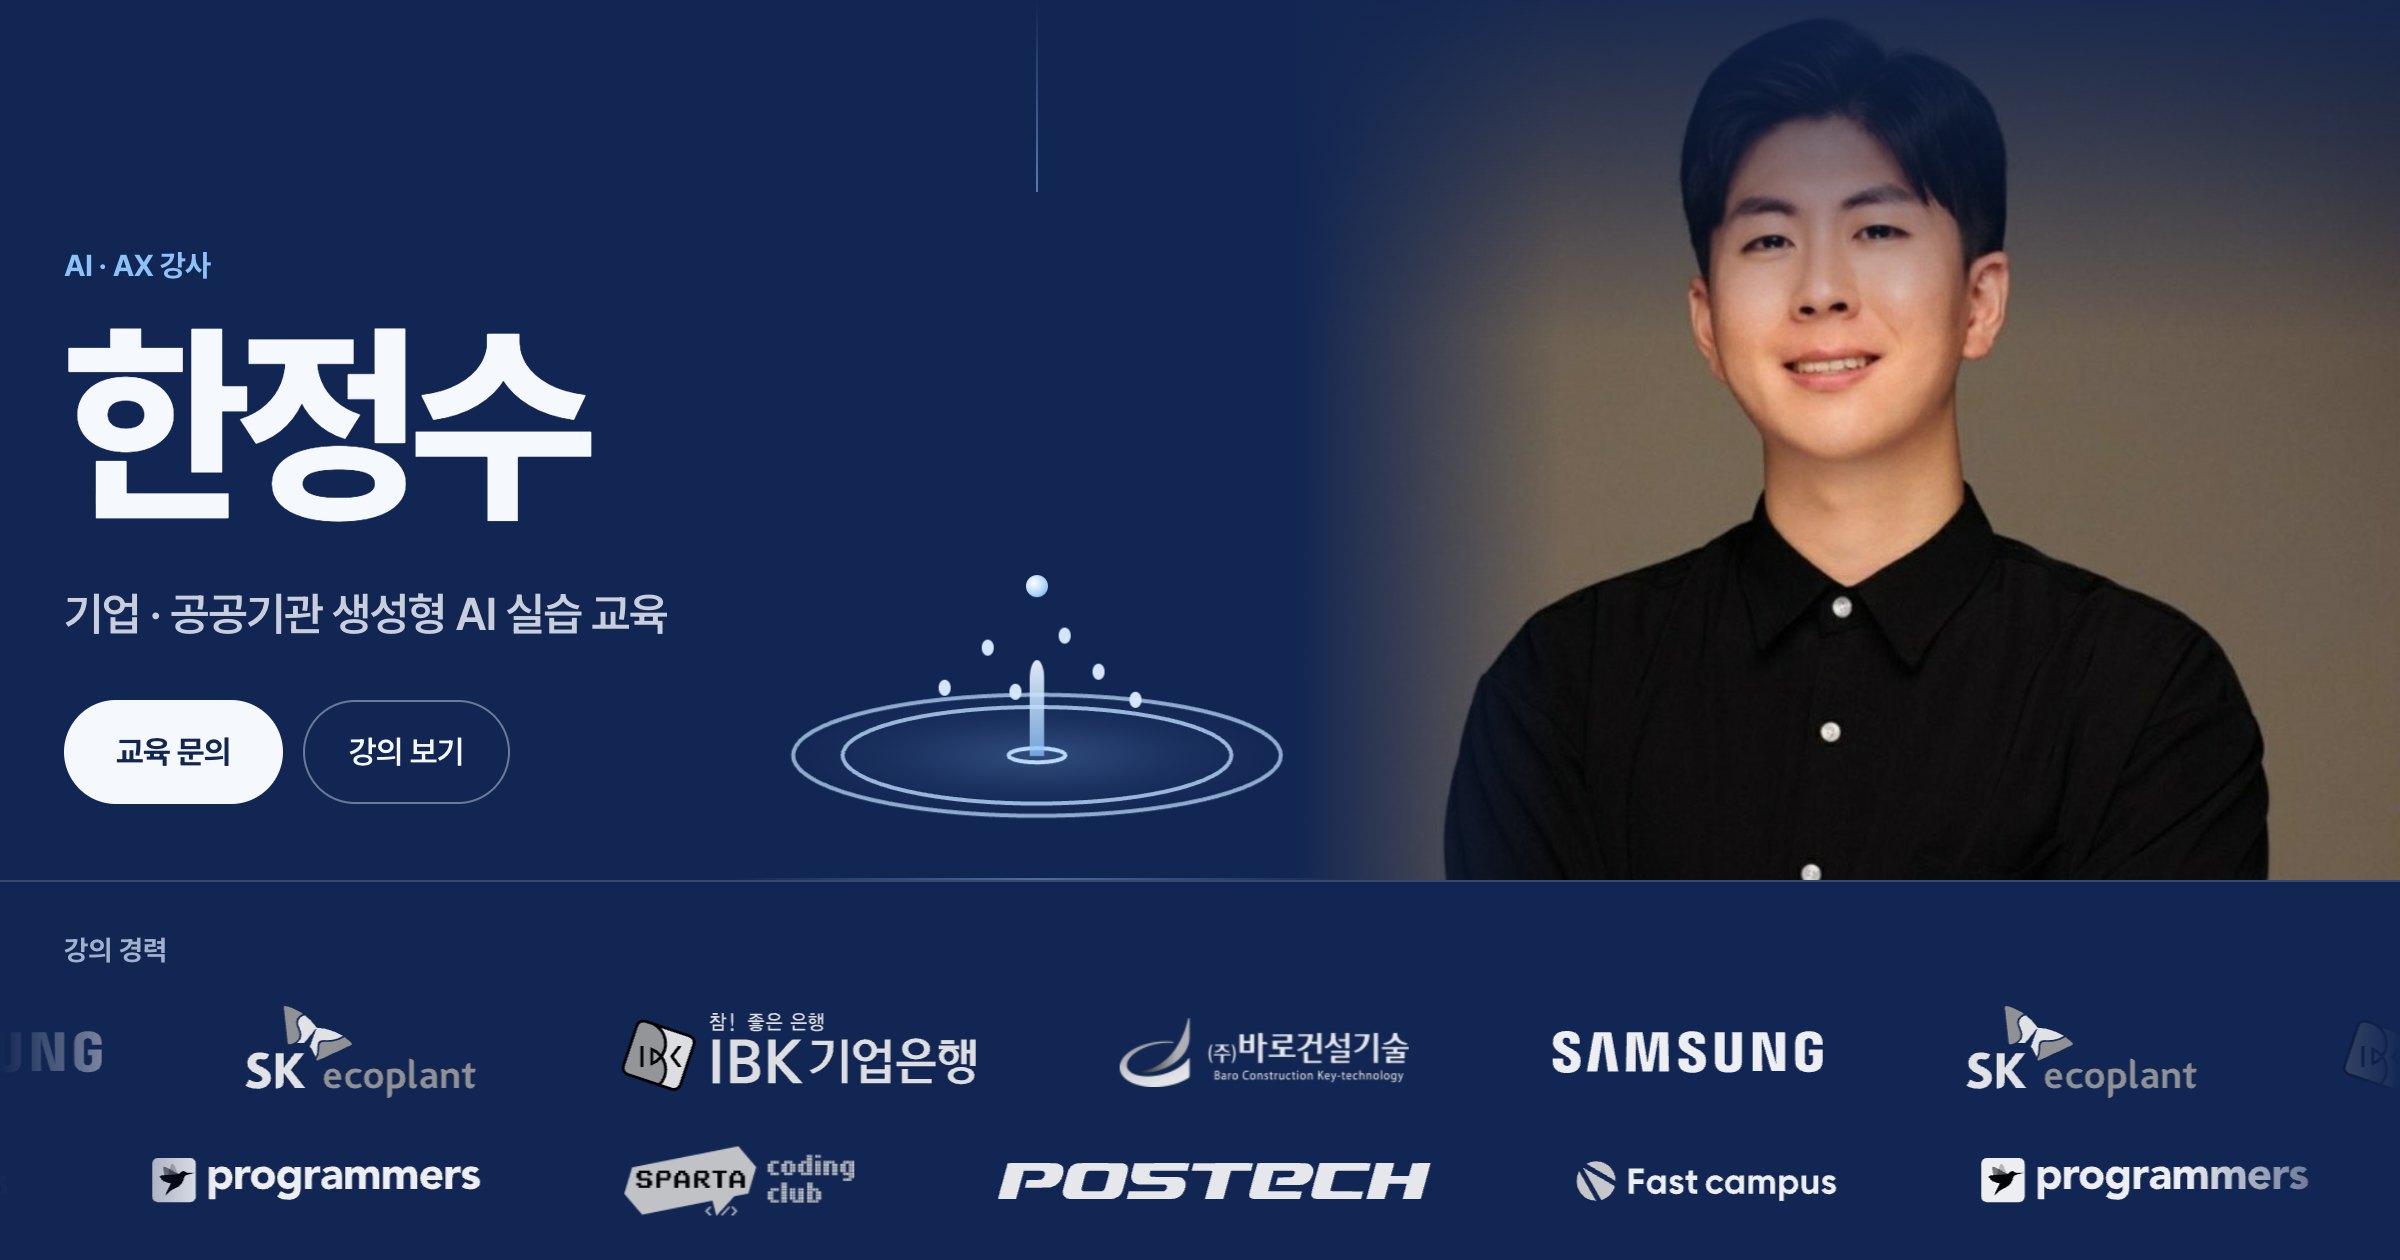 AI · AX 강사
한정수
기업 · 공공기관 생성형 AI 실습 교육
교육 문의
강의 보기
강의 경력
UNG
SK ecoplant
참! 좋은 은행
IBK기업은행
(주)바로건설기술
Baro Construction Key-technology
SAMSUNG
SK ecoplant
programmers
SPARTA coding club
</>
POSTECH
Fast campus
programmers